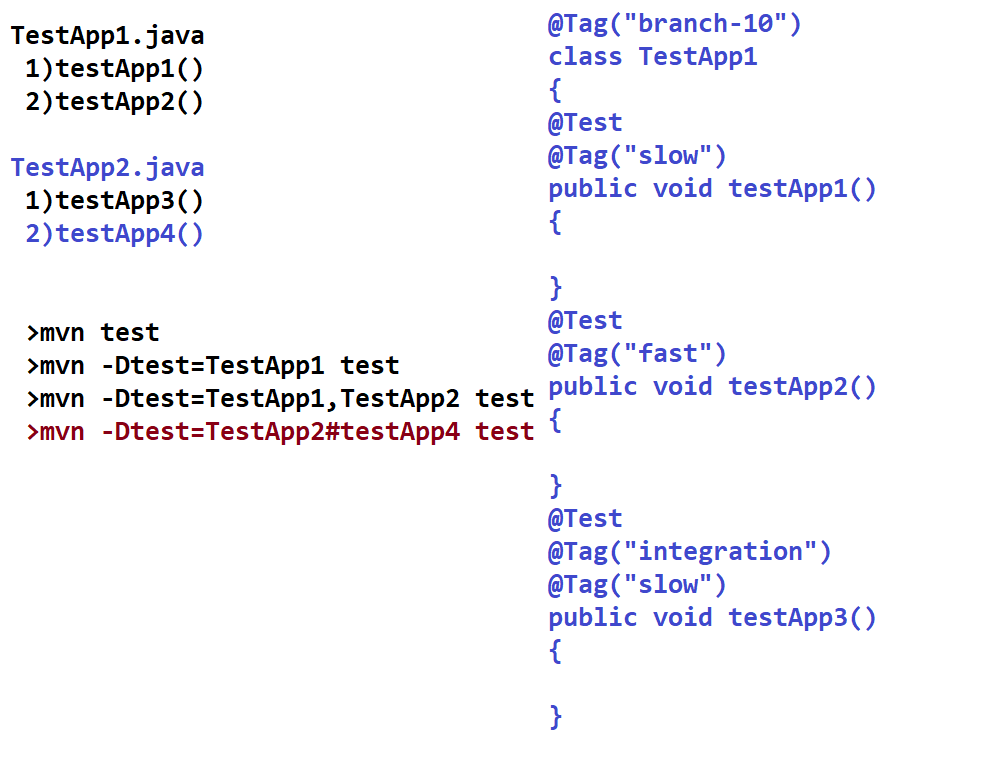 TestApp1.java
1)testApp1()
2)testApp2()
TestApp2.java
1)testApp3()
2)testApp4()
>mvn test
>mvn -Dtest=TestApp1 test
>mvn -Dtest=TestApp1,TestApp2 test
>mvn -Dtest=TestApp2#testApp4 test
@Tag("branch-10")
class TestApp1
{
@Test
@Tag("slow")
public void testApp1()
{
}
@Test
@Tag("fast")
public void testApp2()
{
}
@Test
@Tag("integration")
@Tag("slow")
public void testApp3()
{
}